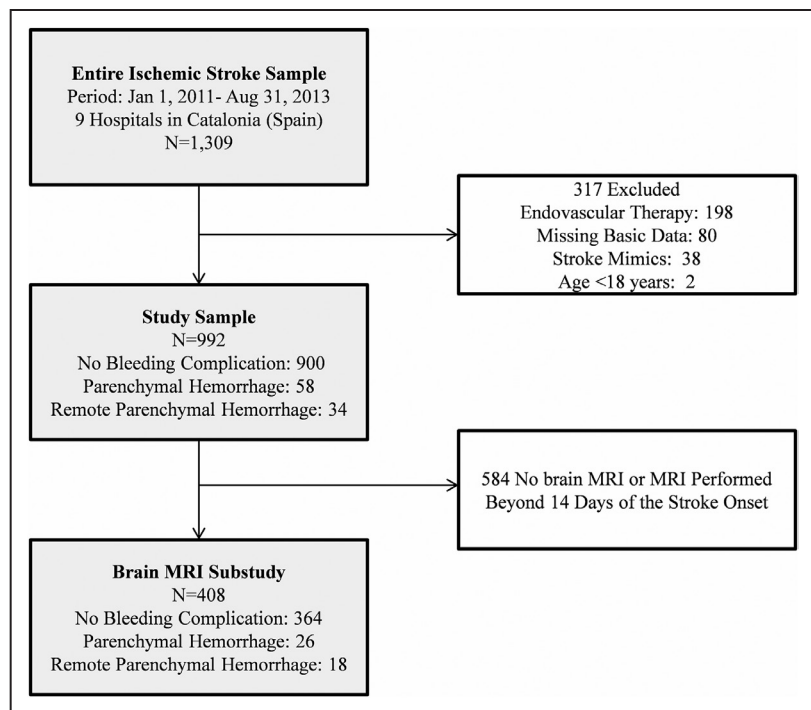 Entire Ischemic Stroke Sample
Period: Jan 1, 2011- Aug 31, 2013
9 Hospitals in Catalonia (Spain)
N=1,309
317 Excluded
Endovascular Therapy: 198
Missing Basic Data: 80
Stroke Mimics: 38
Age <18 years: 2
Study Sample
N=992
No Bleeding Complication: 900
Parenchymal Hemorrhage: 58
Remote Parenchymal Hemorrhage: 34
584 No brain MRI or MRI Performed
Beyond 14 Days of the Stroke Onset
Brain MRI Substudy
N=408
No Bleeding Complication: 364
Parenchymal Hemorrhage: 26
Remote Parenchymal Hemorrhage: 18